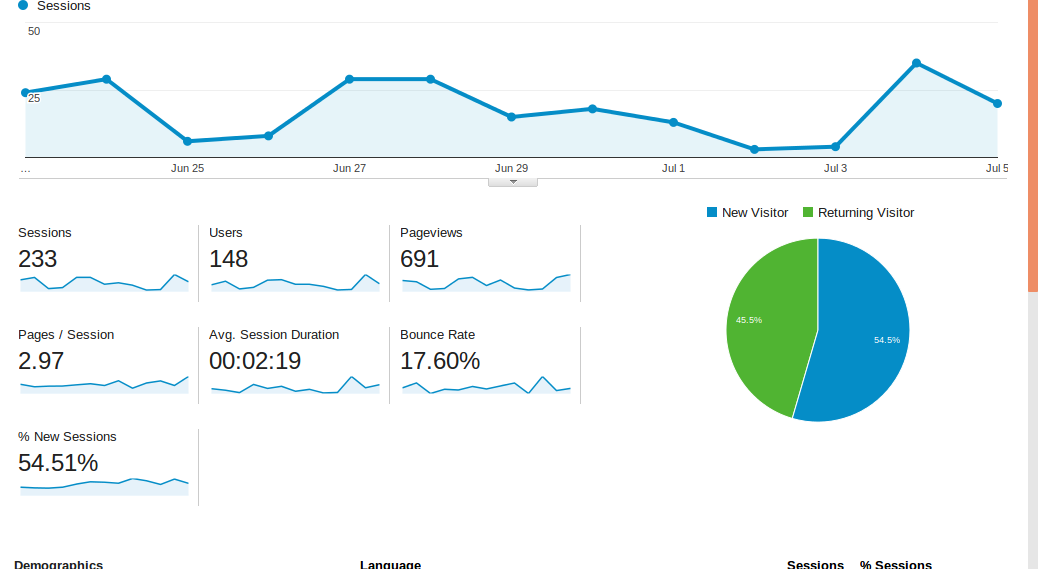 Sessions
50
25
... Jun 25 Jun 27 Jun 29 Jul 1 Jul 3 Jul 5
New Visitor Returning Visitor
Sessions Users Pageviews
233 148 691
45.5%
54.5%
Pages / Session Avg. Session Duration Bounce Rate
2.97 00:02:19 17.60%
% New Sessions
54.51%
Demographics Language Sessions % Sessions